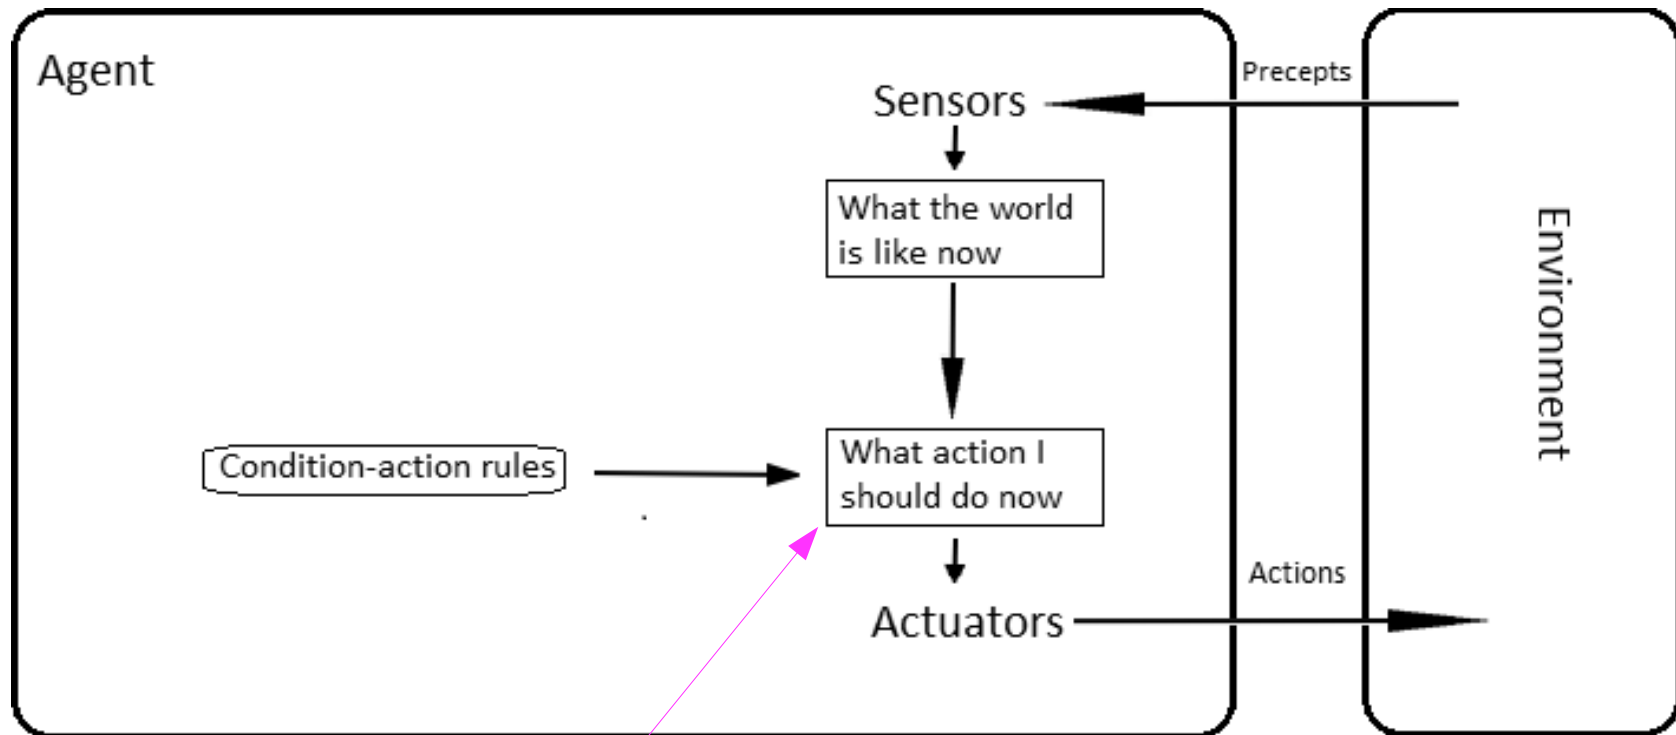 Agent
Sensors
Precepts
What the world
is like now
Environment
Condition-action rules
What action I
should do now
Actions
Actuators